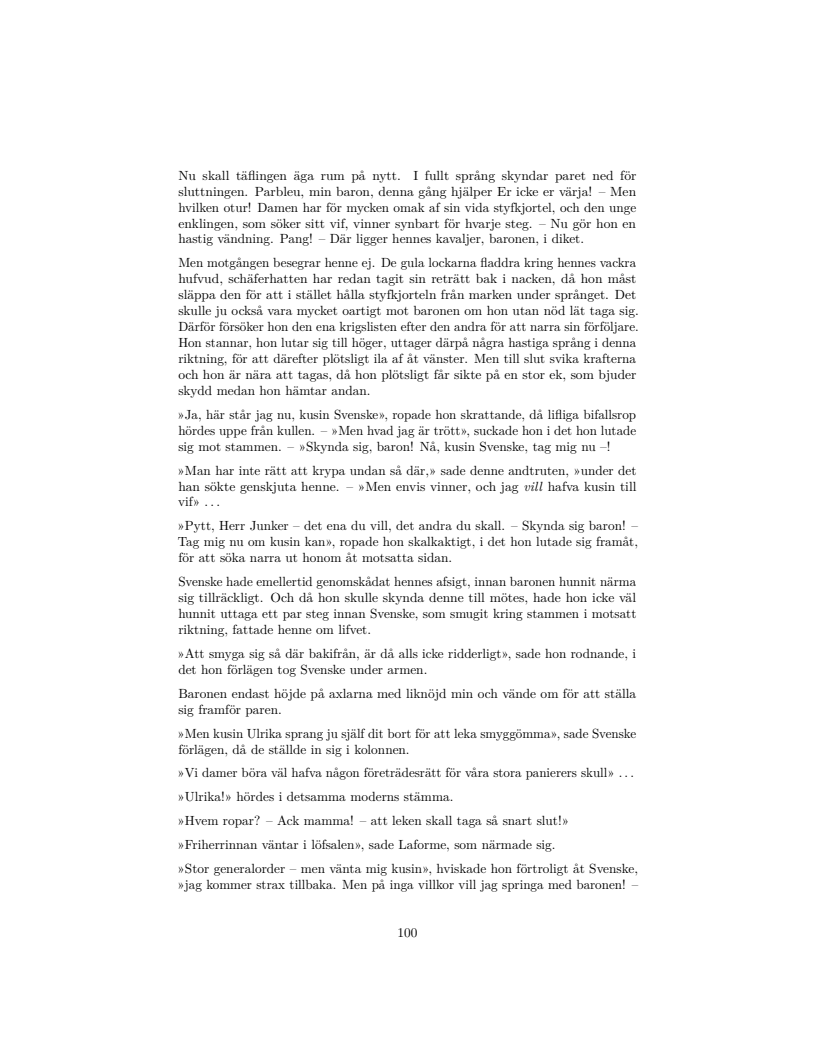 Nu skall täflingen äga rum på nytt. I fullt språng skyndar paret ned för
sluttningen. Parbleu, min baron, denna gång hjälper Er icke er värja! – Men
hvilken otur! Damen har för mycken omak af sin vida styfkjortel, och den unge
enklingen, som söker sitt vif, vinner synbart för hvarje steg. – Nu gör hon en
hastig vändning. Pang! – Där ligger hennes kavaljer, baronen, i diket.
Men motgången besegrar henne ej. De gula lockarna fladdra kring hennes vackra
hufvud, schäferhatten har redan tagit sin reträtt bak i nacken, då hon måst
släppa den för att i stället hålla styfkjorteln från marken under språnget. Det
skulle ju också vara mycket oartigt mot baronen om hon utan nöd lät taga sig.
Därför försöker hon den ena krigslisten efter den andra för att narra sin förföljare.
Hon stannar, hon lutar sig till höger, uttager därpå några hastiga språng i denna
riktning, för att därefter plötsligt ila af åt vänster. Men till slut svika krafterna
och hon är nära att tagas, då hon plötsligt får sikte på en stor ek, som bjuder
skydd medan hon hämtar andan.
»Ja, här står jag nu, kusin Svenske», ropade hon skrattande, då lifliga bifallsrop
hördes uppe från kullen. – »Men hvad jag är trött», suckade hon i det hon lutade
sig mot stammen. – »Skynda sig, baron! Nå, kusin Svenske, tag mig nu –!
»Man har inte rätt att krypa undan så där,» sade denne andtruten, »under det
han sökte genskjuta henne. – »Men envis vinner, och jag vill hafva kusin till
vif» . . .
»Pytt, Herr Junker – det ena du vill, det andra du skall. – Skynda sig baron! –
Tag mig nu om kusin kan», ropade hon skalkaktigt, i det hon lutade sig framåt,
för att söka narra ut honom åt motsatta sidan.
Svenske hade emellertid genomskådat hennes afsigt, innan baronen hunnit närma
sig tillräckligt. Och då hon skulle skynda denne till mötes, hade hon icke väl
hunnit uttaga ett par steg innan Svenske, som smugit kring stammen i motsatt
riktning, fattade henne om lifvet.
»Att smyga sig så där bakifrån, är då alls icke ridderligt», sade hon rodnande, i
det hon förlägen tog Svenske under armen.
Baronen endast höjde på axlarna med liknöjd min och vände om för att ställa
sig framför paren.
»Men kusin Ulrika sprang ju själf dit bort för att leka smyggömma», sade Svenske
förlägen, då de ställde in sig i kolonnen.
»Vi damer böra väl hafva någon företrädesrätt för våra stora panierers skull» . . .
»Ulrika!» hördes i detsamma moderns stämma.
»Hvem ropar? – Ack mamma! – att leken skall taga så snart slut!»
»Friherrinnan väntar i löfsalen», sade Laforme, som närmade sig.
»Stor generalorder – men vänta mig kusin», hviskade hon förtroligt åt Svenske,
»jag kommer strax tillbaka. Men på inga villkor vill jag springa med baronen! –
100